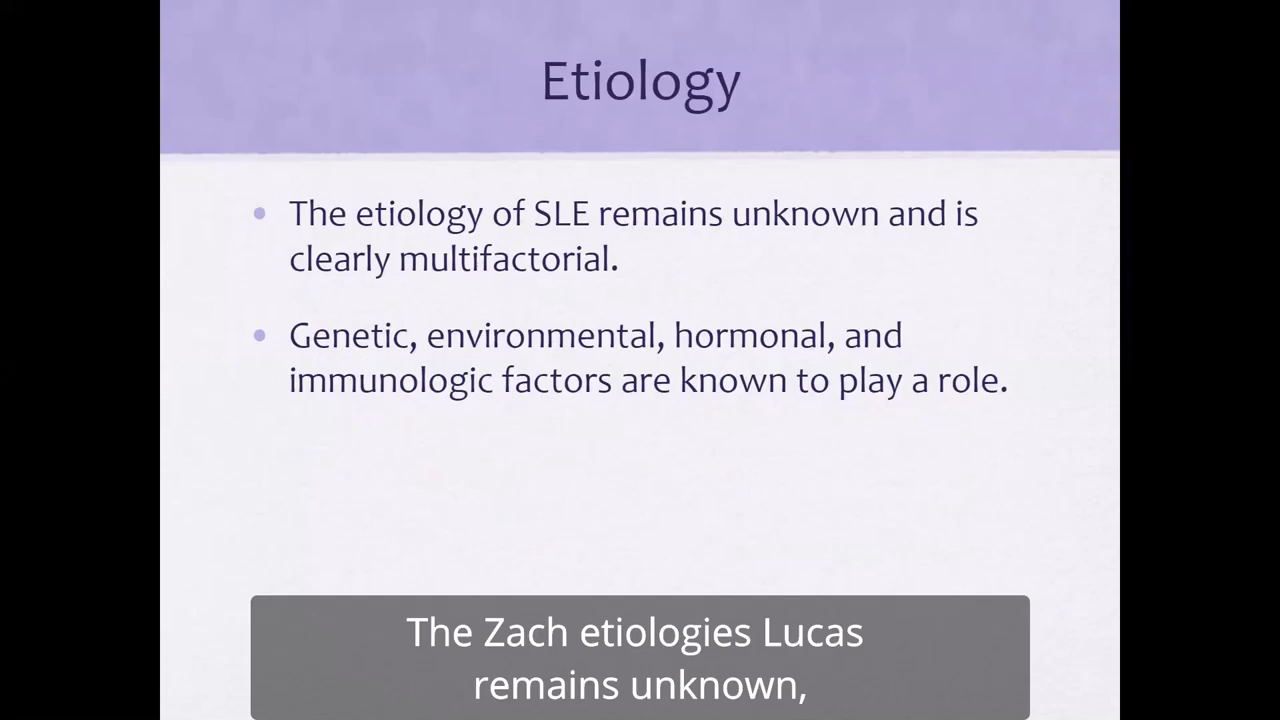 Etiology
• The etiology of SLE remains unknown and is
clearly multifactorial.
• Genetic, environmental, hormonal, and
immunologic factors are known to play a role.
The Zach etiologies Lucas
remains unknown,